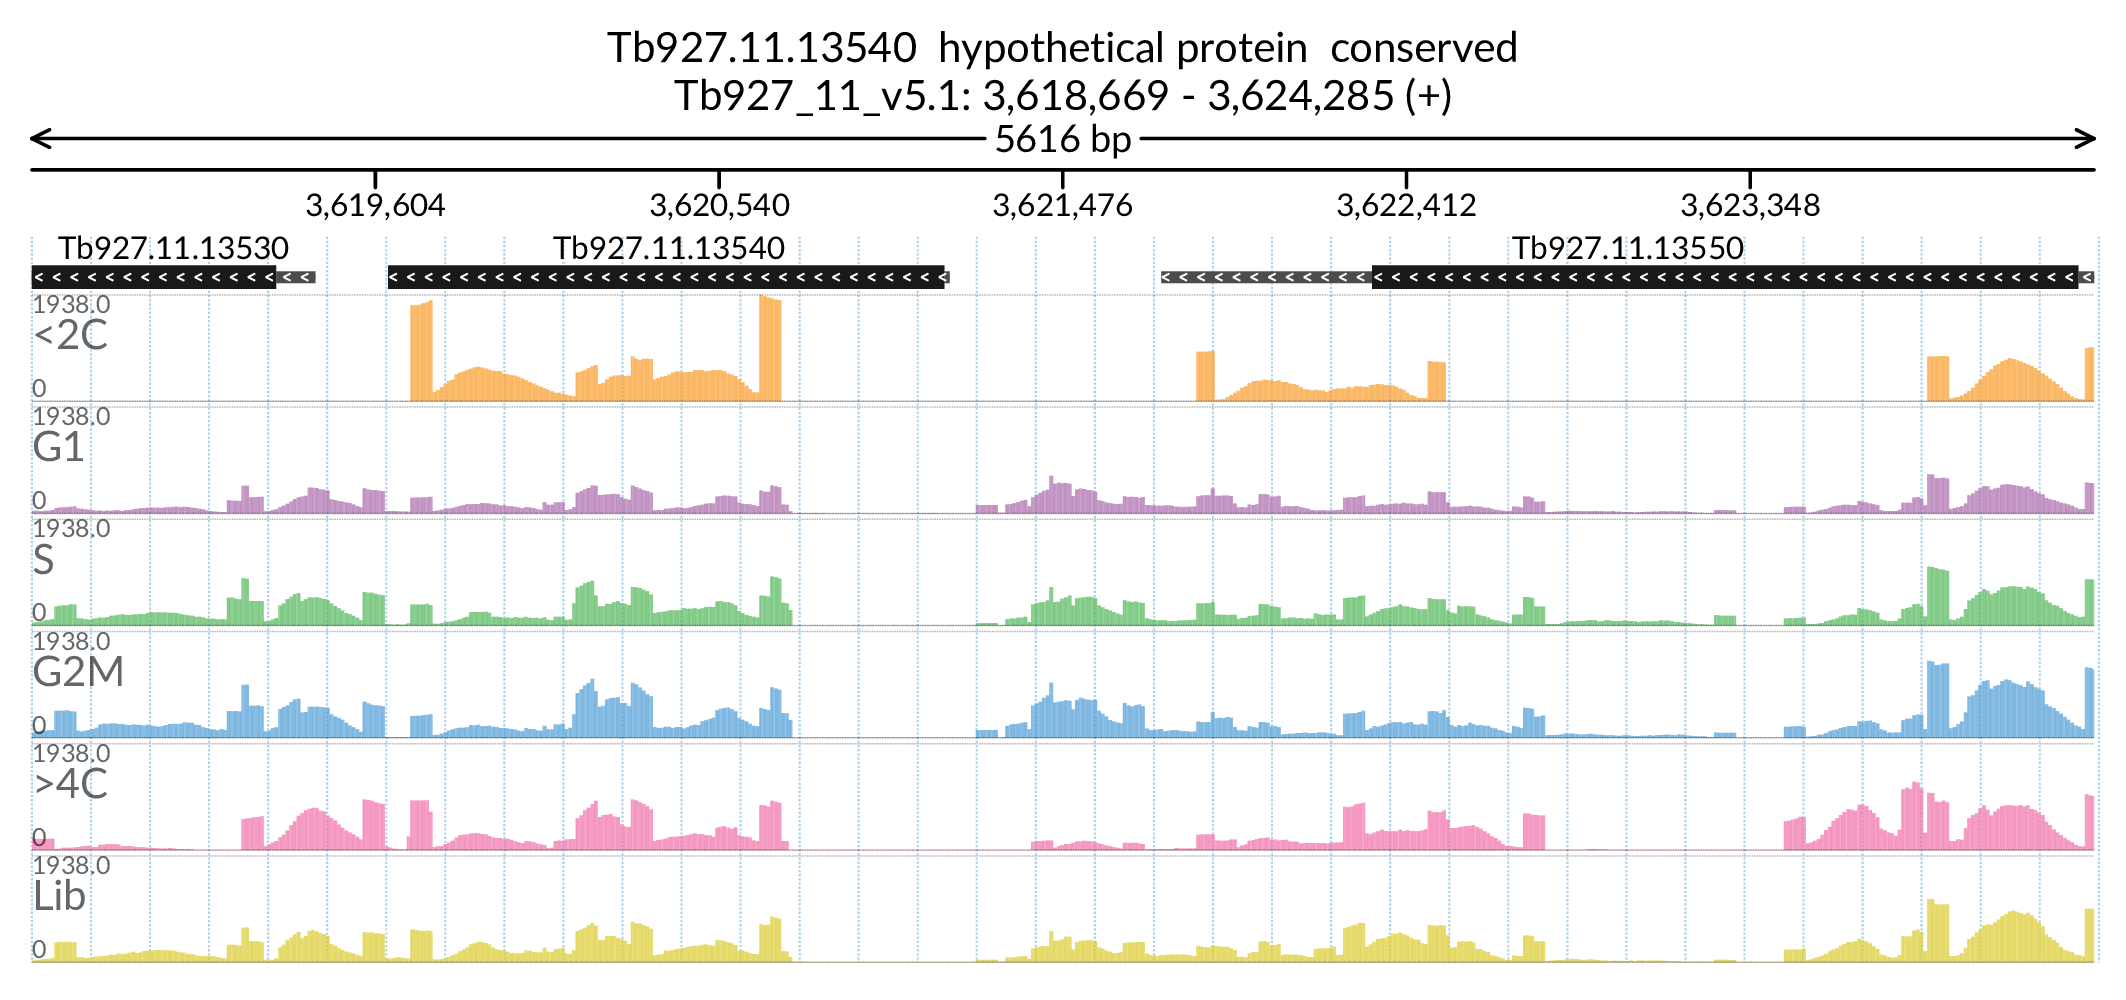 Tb927.11.13540 hypothetical protein conserved
Tb927_11_v5.1: 3,618,669 - 3,624,285 (+)
5616 bp
3,619,604 3,620,540 3,621,476 3,622,412 3,623,348
Tb927.11.13530 Tb927.11.13540 Tb927.11.13550
1938.0
<2C
0
1938.0
G1
0
1938.0
S
0
1938.0
G2M
0
1938.0
>4C
0
1938.0
Lib
0